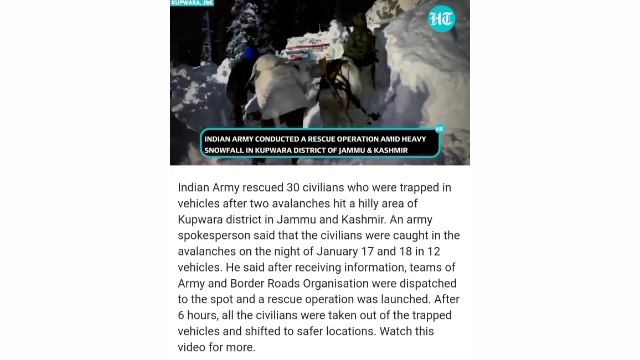 KUPWARA, J&K
HT
INDIAN ARMY CONDUCTED A RESCUE OPERATION AMID HEAVY
SNOWFALL IN KUPWARA DISTRICT OF JAMMU & KASHMIR
Indian Army rescued 30 civilians who were trapped in
vehicles after two avalanches hit a hilly area of
Kupwara district in Jammu and Kashmir. An army
spokesperson said that the civilians were caught in the
avalanches on the night of January 17 and 18 in 12
vehicles. He said after receiving information, teams of
Army and Border Roads Organisation were dispatched
to the spot and a rescue operation was launched. After
6 hours, all the civilians were taken out of the trapped
vehicles and shifted to safer locations. Watch this
video for more.